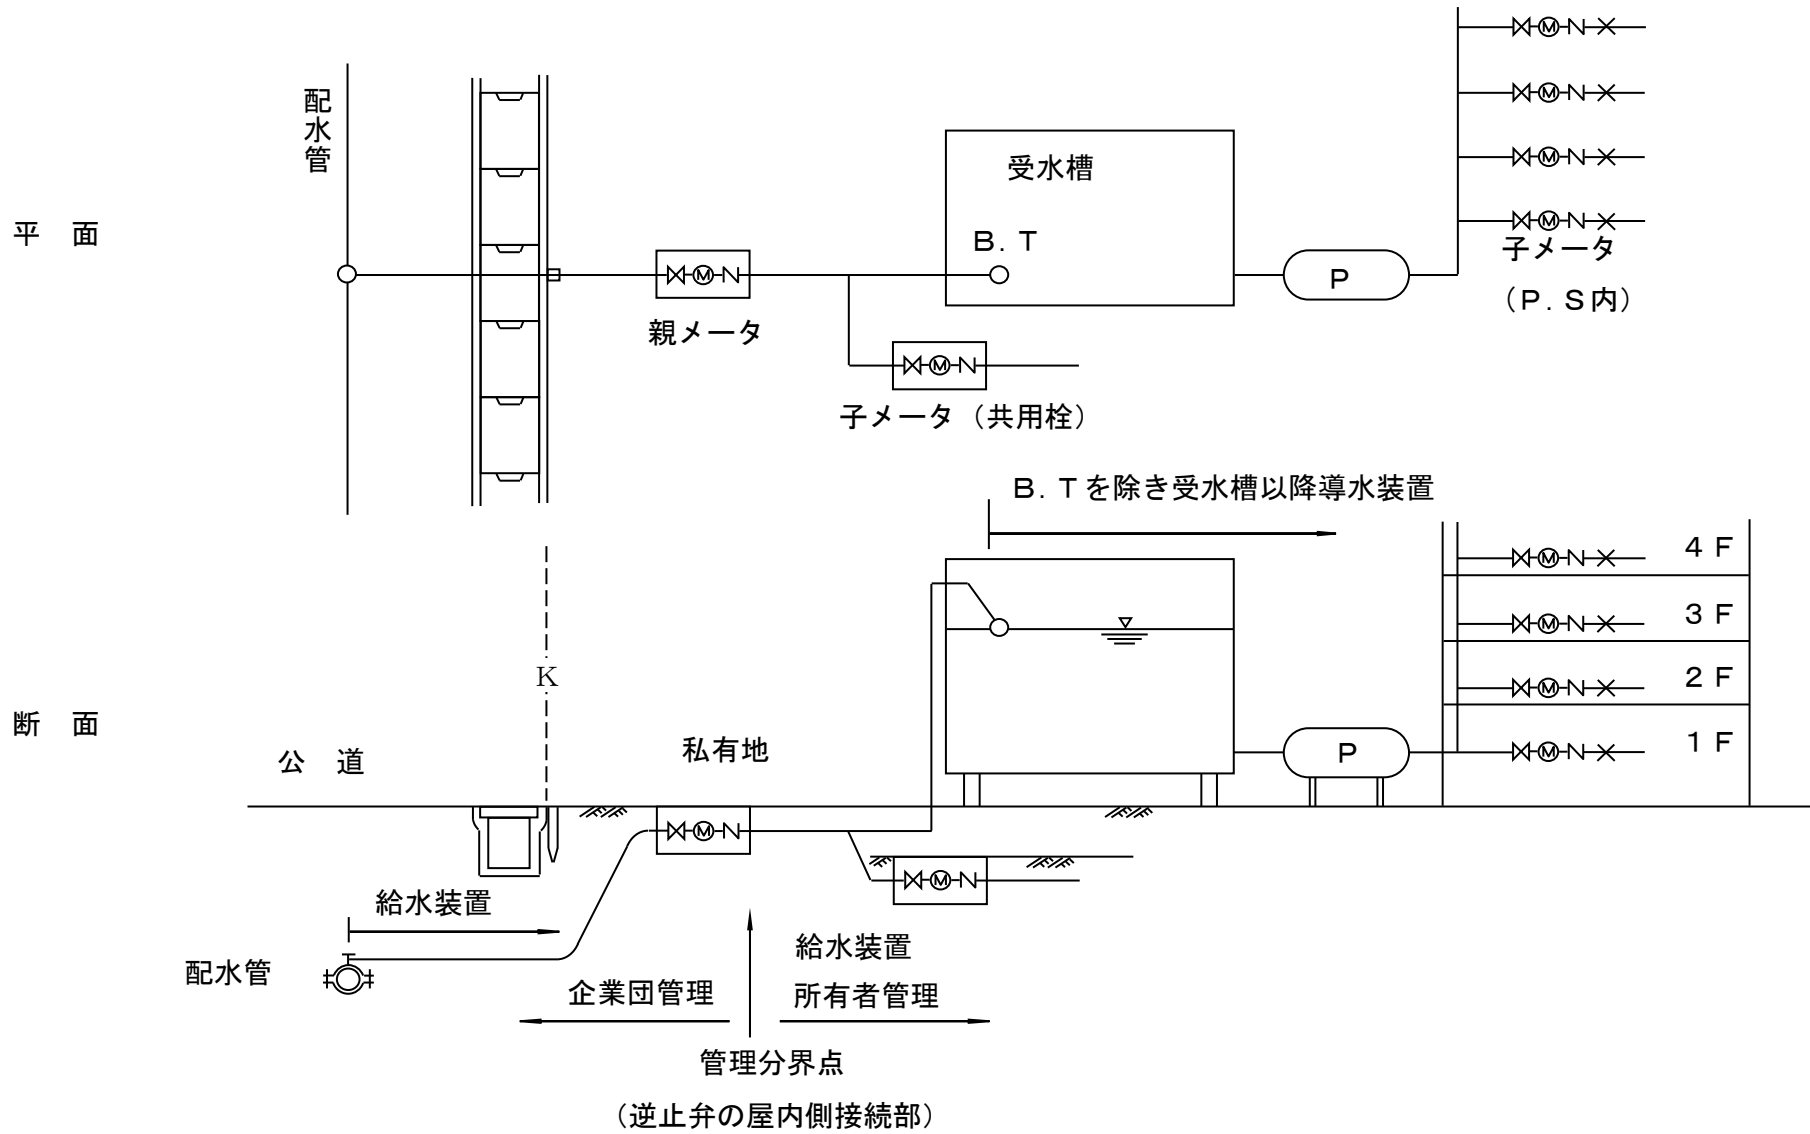 配水管
受水槽
B．T
平　面
P
子メータ
（P．S内）
親メータ
子メータ（共用栓）
B．Tを除き受水槽以降導水装置
4F
3F
K
2F
断　面
公　道
私有地
P
1F
給水装置
配水管
給水装置
企業団管理
所有者管理
管理分界点
（逆止弁の屋内側接続部）
M
M
M
M
M
M
M
M
M
M
M
M